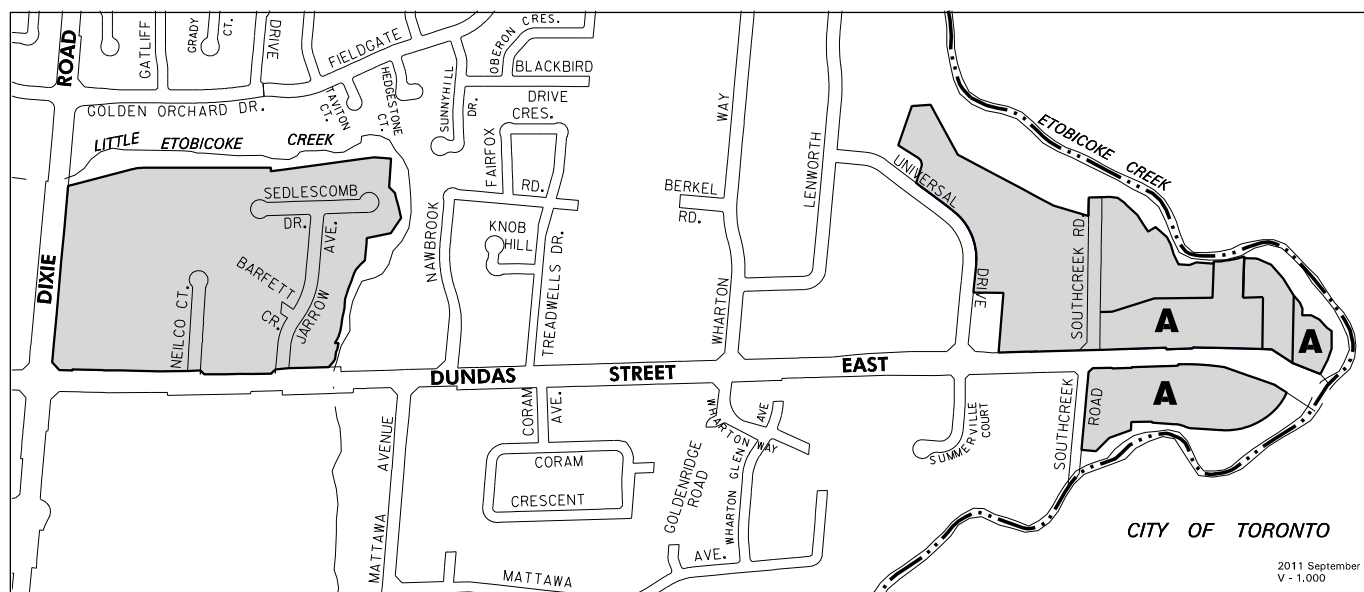 ROAD
GATLIFF
GRADY
CT.
DRIVE
FIELDGATE
OBERON CRES.
BLACKBIRD
DRIVE
GOLDEN ORCHARD DR.
TAVITON
CT.
HEDGESTONE
CT.
SUNNYHILL
DR.
CRES.
FAIRFOX
RD.
LITTLE ETOBICOKE CREEK
SEDLESCOMB
DR.
AVE.
BARFETT
CR.
JARROW
NEILCO CT.
DIXIE
NAWBROOK
KNOB
HILL
TREADWELLS DR.
BERKEL
RD.
WAY
WHARTON
LENWORTH
UNIVERSAL
DRIVE
ETOBICOKE CREEK
SOUTHCREEK RD.
A
A
A
DUNDAS STREET EAST
MATTAWA AVENUE
CORAM
AVE.
CORAM
CRESCENT
GOLDENRIDGE
ROAD
WHARTON WAY
WHARTON GLEN
AVE
SUMMERVILLE
COURT
SOUTHCREEK
ROAD
MATTAWA
AVE.
CITY OF TORONTO
2011 September
V - 1.000